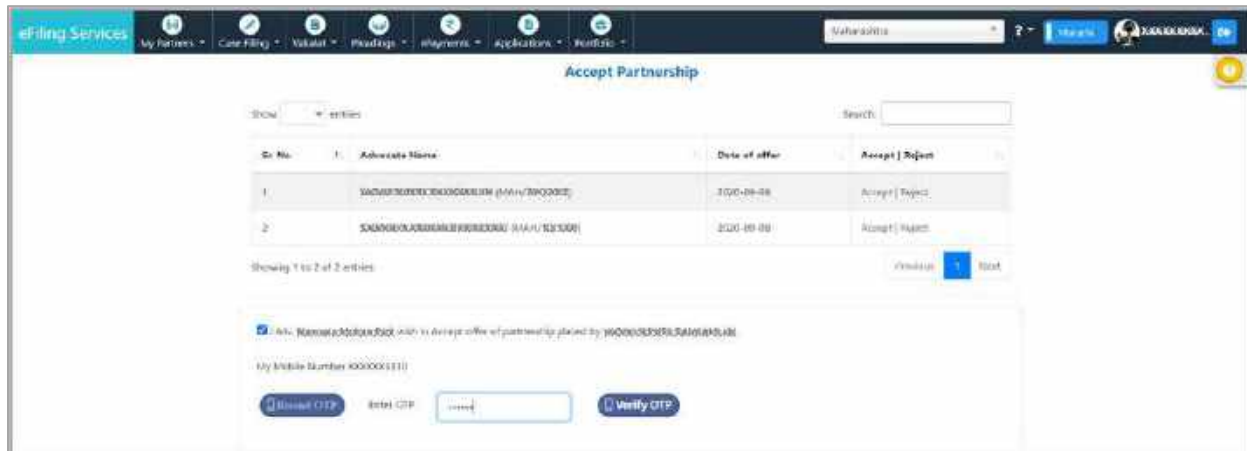 eFiling Services
My Partners Case Filing Vakalat Pleadings ePayments Applications Portfolio Maharashtra ?
Accept Partnership
Show entries Search:
Sr. No. Advocate Name Date of offer Accept | Reject
1 2020-09-08 Accept | Reject
2 2020-09-08 Accept | Reject
Showing 1 to 2 of 2 entries Previous 1 Next
wish to Accept offer of partnership placed by
My Mobile Number
Resend OTP Enter OTP Verify OTP